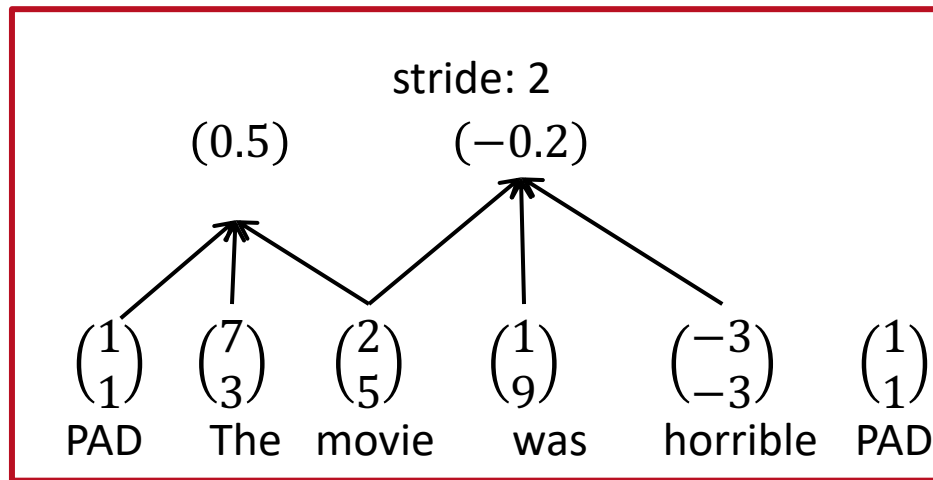 stride: 2
(0.5) (−0.2)
(1 1) (7 3) (2 5) (1 9) (−3 −3) (1 1)
PAD The movie was horrible PAD